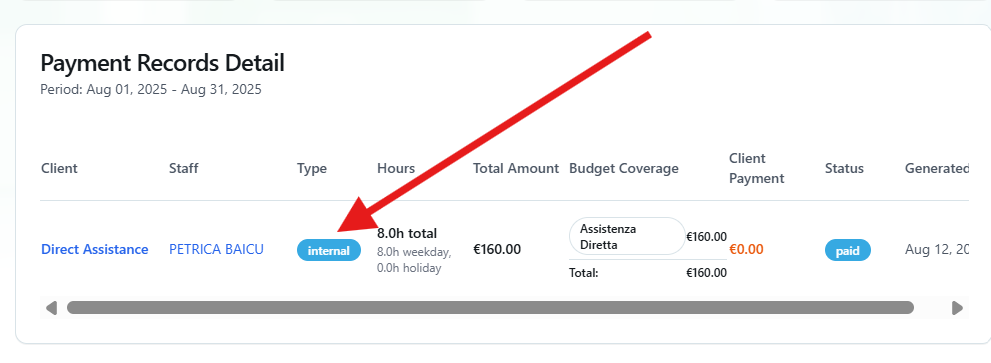 Payment Records Detail
Period: Aug 01, 2025 - Aug 31, 2025
Client Staff Type Hours Total Amount Budget Coverage Client Payment Status Generated
Direct Assistance PETRICA BAICU internal 8.0h total €160.00 Assistenza Diretta €160.00 €0.00 paid Aug 12, 20
8.0h weekday,
0.0h holiday
Total: €160.00